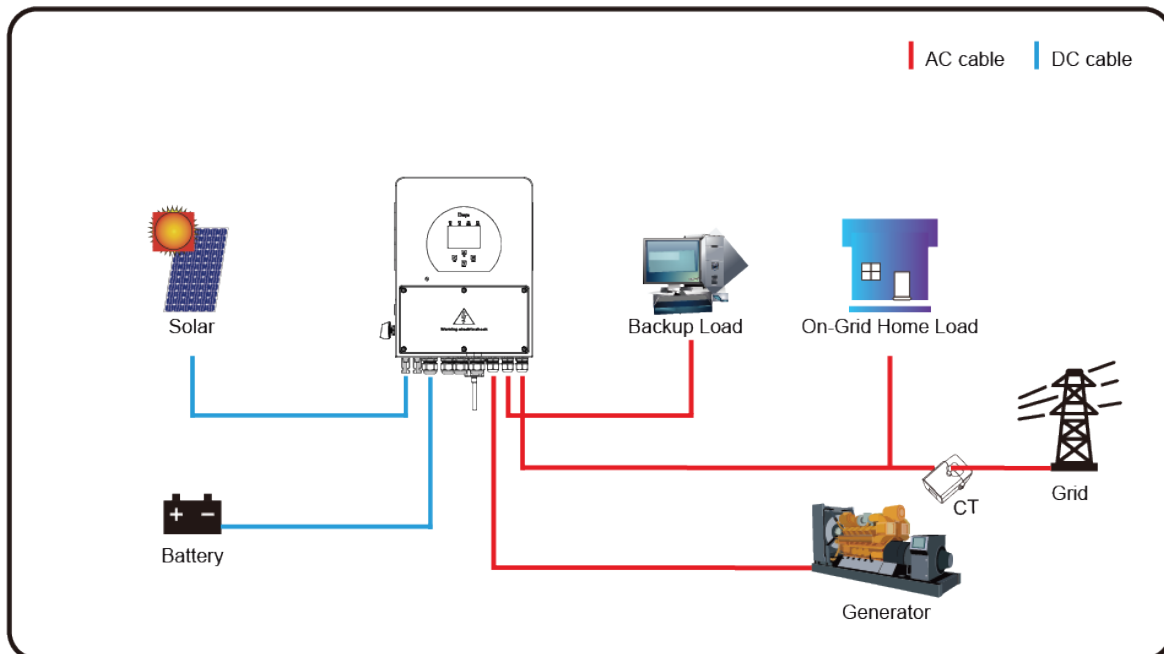 AC cable
DC cable
Solar
Backup Load
On-Grid Home Load
Battery
CT
Grid
Generator